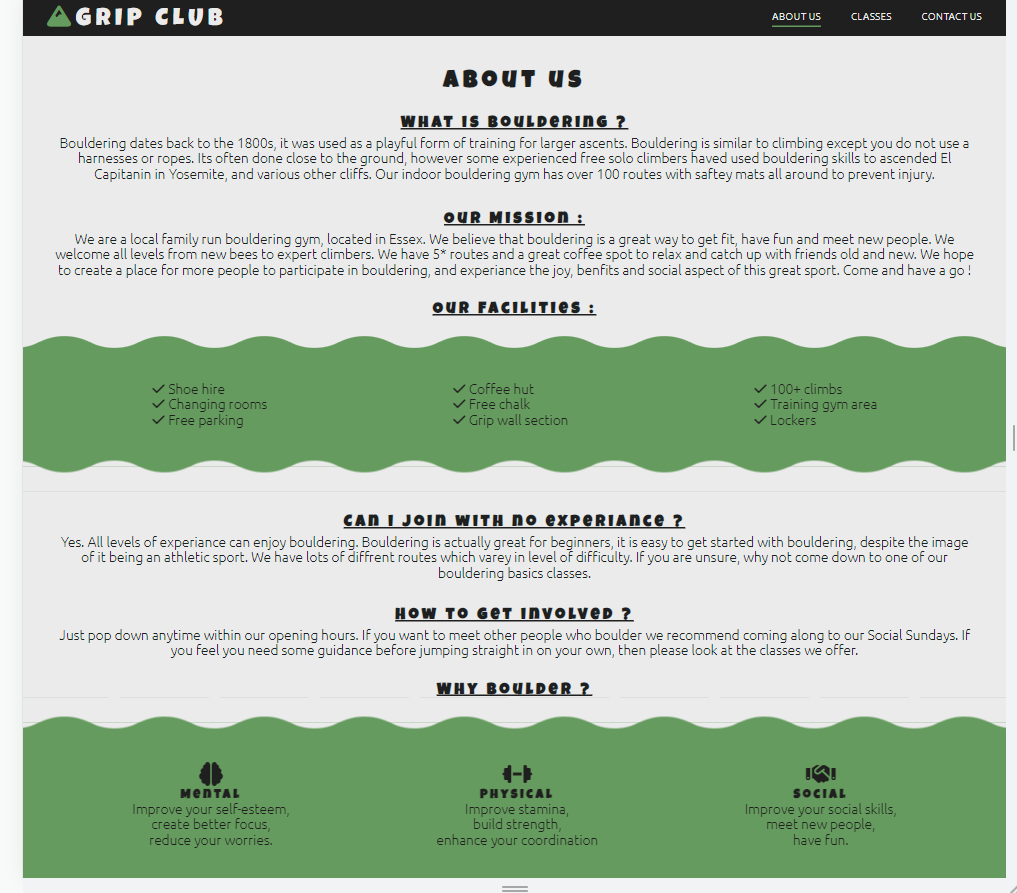 GRIP CLUB
ABOUT US CLASSES CONTACT US
ABOUT US
WHAT IS BOULDERING ?
Bouldering dates back to the 1800s, it was used as a playful form of training for larger ascents. Bouldering is similar to climbing except you do not use a
harnesses or ropes. Its often done close to the ground, however some experienced free solo climbers haved used bouldering skills to ascended El
Capitanin in Yosemite, and various other cliffs. Our indoor bouldering gym has over 100 routes with saftey mats all around to prevent injury.
OUR MISSION :
We are a local family run bouldering gym, located in Essex. We believe that bouldering is a great way to get fit, have fun and meet new people. We
welcome all levels from new bees to expert climbers. We have 5* routes and a great coffee spot to relax and catch up with friends old and new. We hope
to create a place for more people to participate in bouldering, and experiance the joy, benfits and social aspect of this great sport. Come and have a go !
OUR FACILITIES :
Shoe hire
Changing rooms
Free parking
Coffee hut
Free chalk
Grip wall section
100+ climbs
Training gym area
Lockers
CAN I JOIN WITH NO EXPERIANCE ?
Yes. All levels of experiance can enjoy bouldering. Bouldering is actually great for beginners, it is easy to get started with bouldering, despite the image
of it being an athletic sport. We have lots of diffrent routes which varey in level of difficulty. If you are unsure, why not come down to one of our
bouldering basics classes.
HOW TO GET INVOLVED ?
Just pop down anytime within our opening hours. If you want to meet other people who boulder we recommend coming along to our Social Sundays. If
you feel you need some guidance before jumping straight in on your own, then please look at the classes we offer.
WHY BOULDER ?
MENTAL
Improve your self-esteem,
create better focus,
reduce your worries.
PHYSICAL
Improve stamina,
build strength,
enhance your coordination
SOCIAL
Improve your social skills,
meet new people,
have fun.